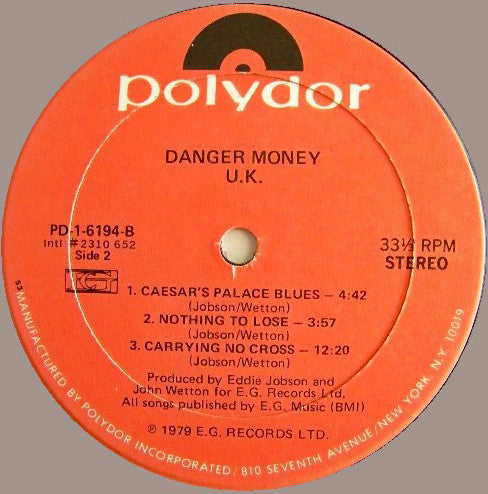 polydor
DANGER MONEY
U.K.
PD-1-6194-B
Intl #2310 652
Side 2
33⅓ RPM
STEREO
EG
1. CAESAR'S PALACE BLUES — 4:42
(Jobson/Wetton)
2. NOTHING TO LOSE — 3:57
(Jobson/Wetton)
3. CARRYING NO CROSS — 12:20
(Jobson/Wetton)
Produced by Eddie Jobson and
John Wetton for E.G. Records Ltd.
All songs published by E.G. Music (BMI)
℗ 1979 E.G. RECORDS LTD.
53 MANUFACTURED BY POLYDOR INCORPORATED/810 SEVENTH AVENUE/NEW YORK, N.Y. 10019